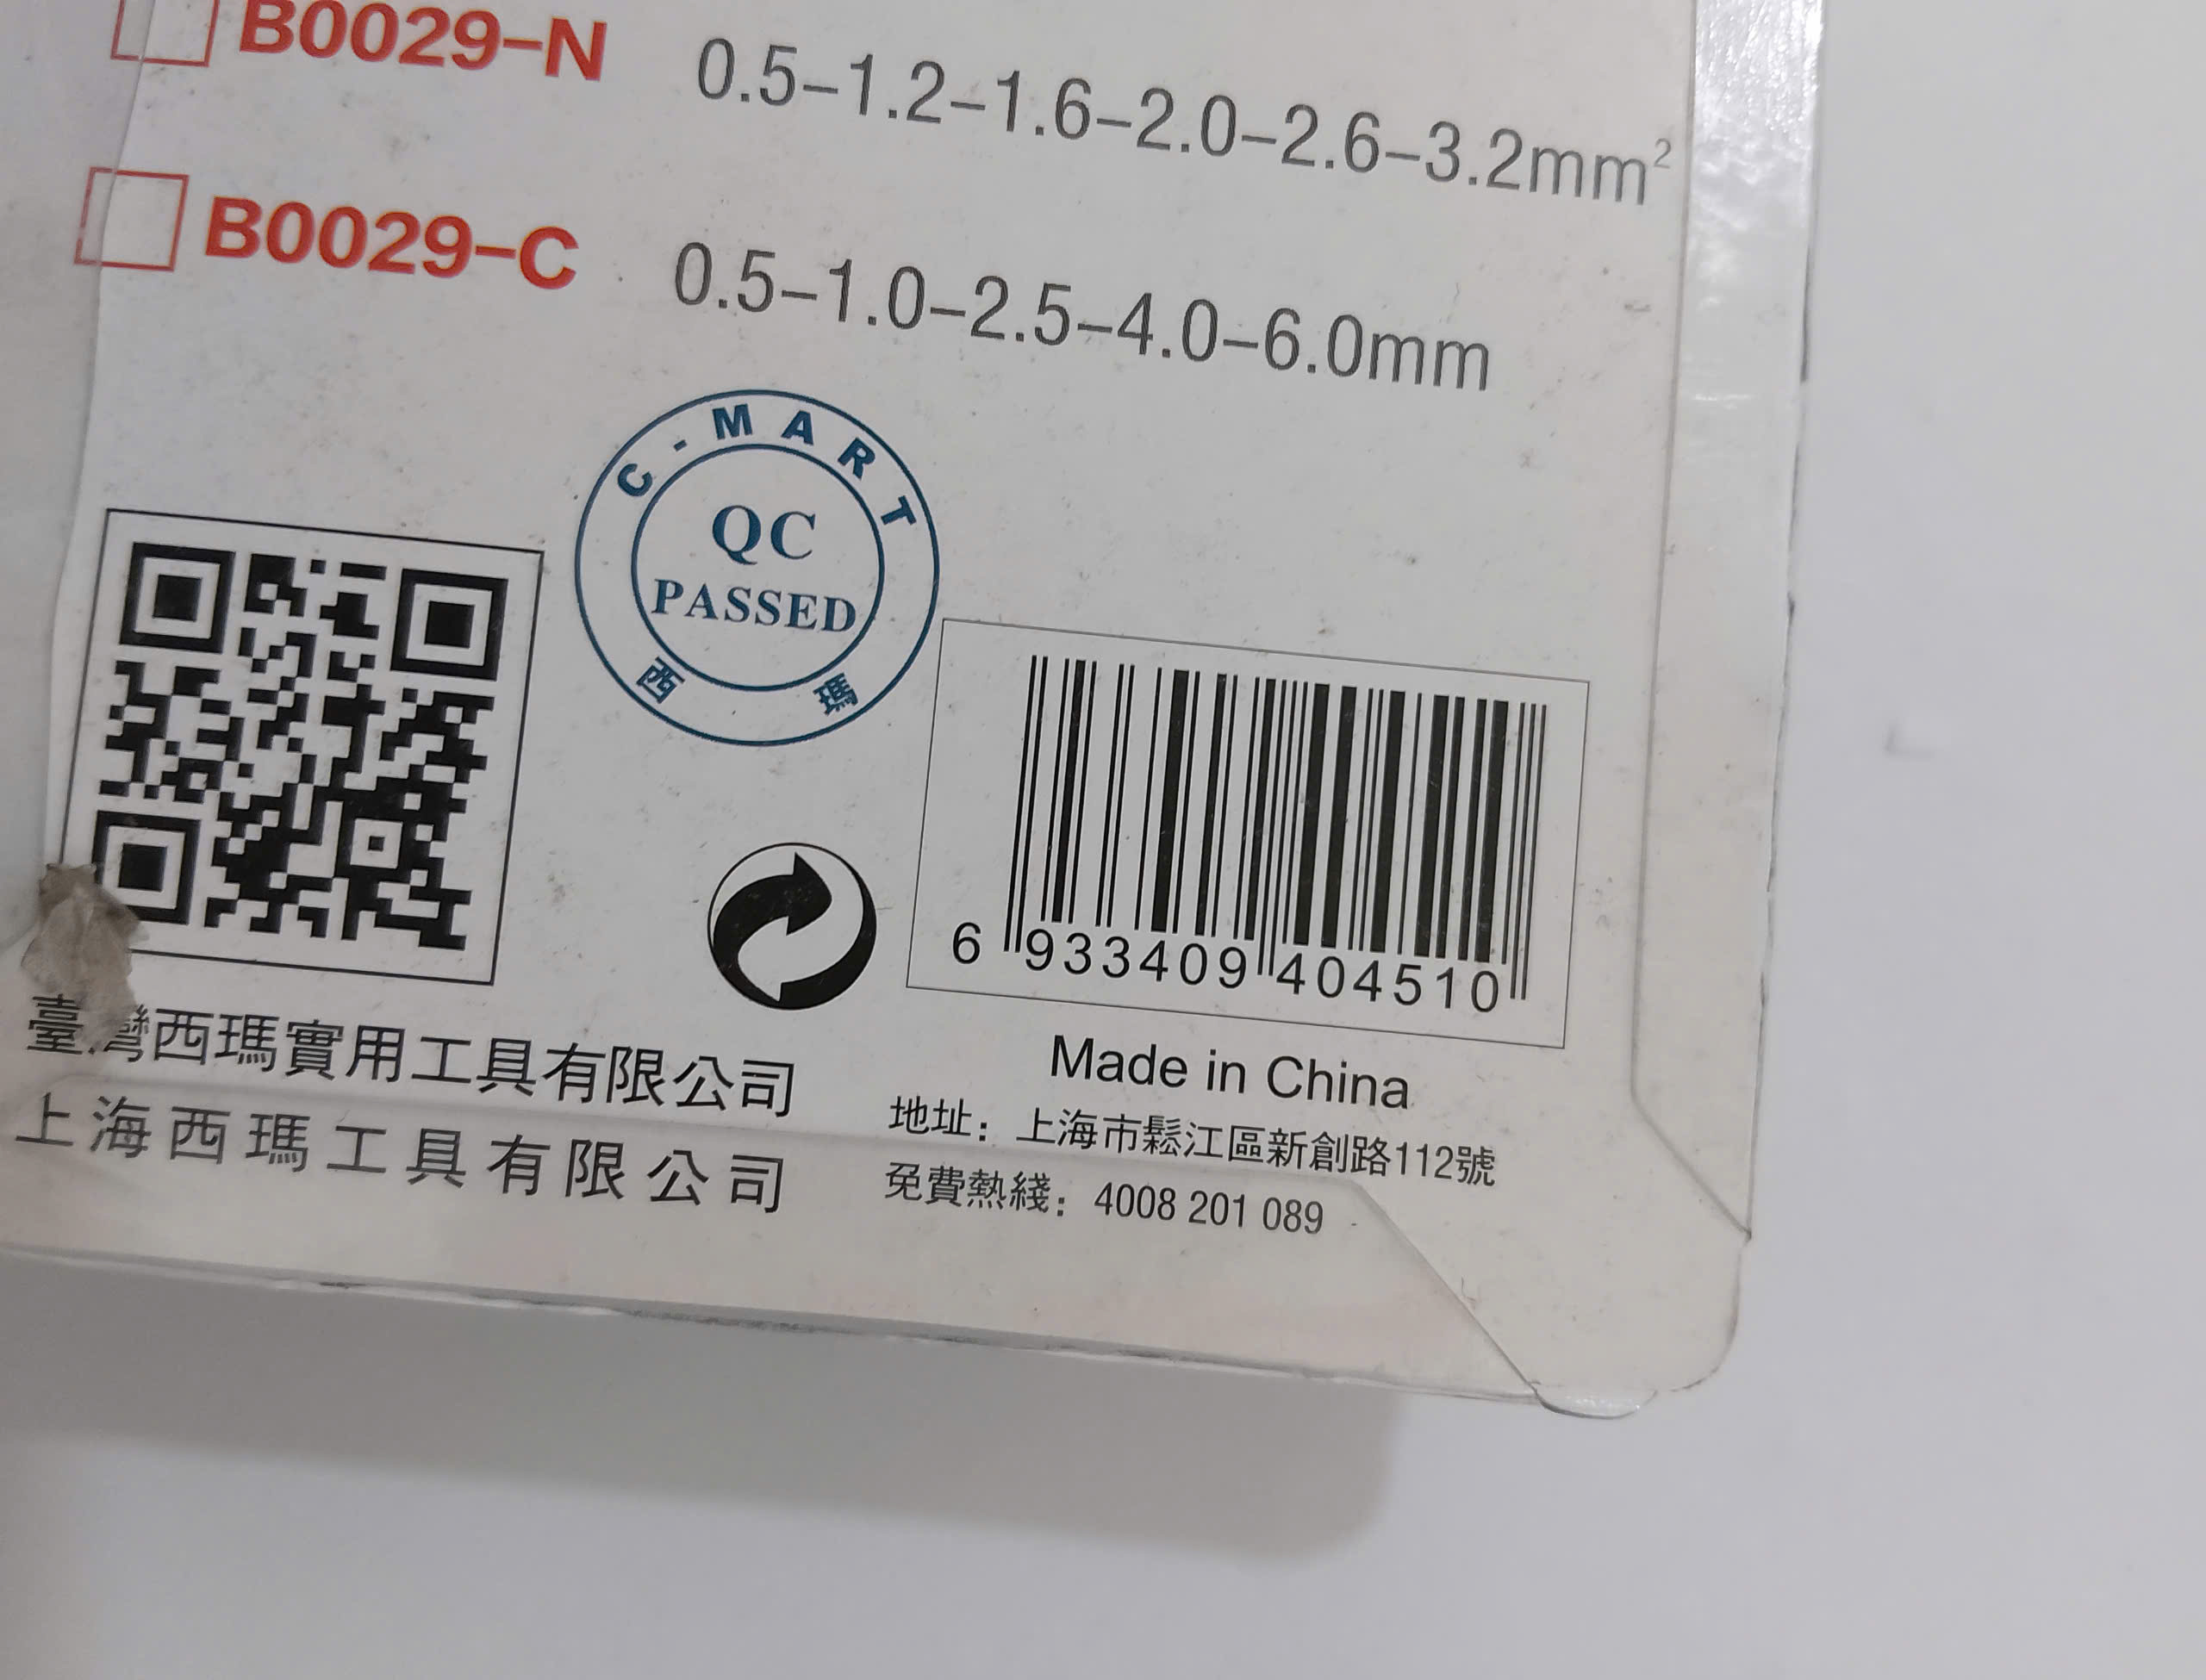 B0029-N 0.5-1.2-1.6-2.0-2.6-3.2mm²
B0029-C 0.5-1.0-2.5-4.0-6.0mm
C-MART
QC
PASSED
西瑪
6 933409 404510
Made in China
臺灣西瑪實用工具有限公司
上海西瑪工具有限公司
地址：上海市鬆江區新創路112號
免費熱綫：4008 201 089